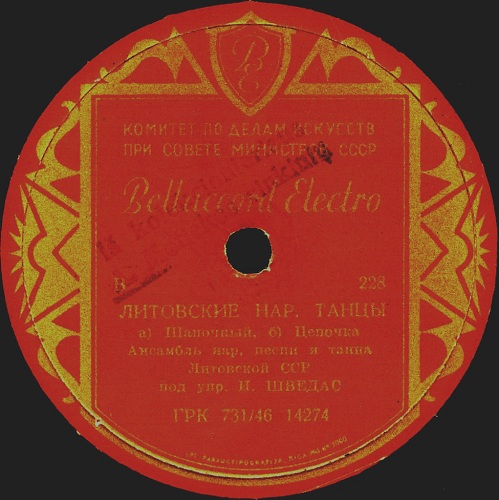 B
E
КОМИТЕТ ПО ДЕЛАМ ИСКУССТВ
ПРИ СОВЕТЕ МИНИСТРОВ СССР
Bellaccord Electro
B 228
ЛИТОВСКИЕ НАР. ТАНЦЫ
а) Шапочный, б) Цепочка
Ансамбль нар. песни и танца
Литовской ССР
под упр. И. ШВЕДАС
ГРК 731/46 14274
RIGA